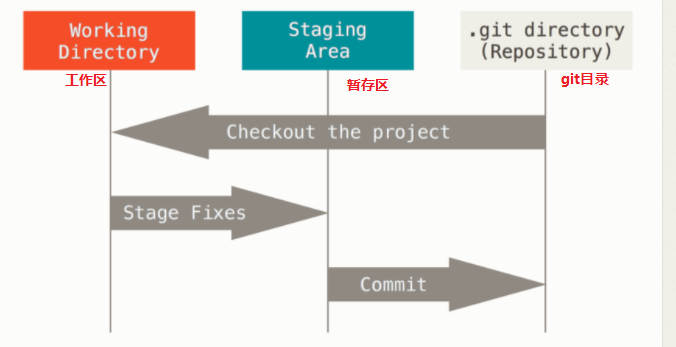 Working
Directory
Staging
Area
.git directory
(Repository)
工作区
暂存区
git目录
Checkout the project
Stage Fixes
Commit